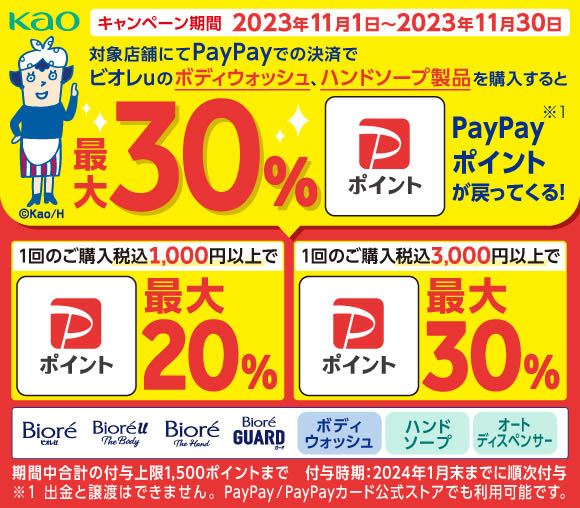 Kao キャンペーン期間 2023年11月1日～2023年11月30日
対象店舗にてPayPayでの決済で
ビオレuのボディウォッシュ、ハンドソープ製品を購入すると
最大30%
P ポイント
PayPay※1
ポイント
が戻ってくる!
©Kao/H
1回のご購入税込1,000円以上で
P ポイント
最大
20%
1回のご購入税込3,000円以上で
P ポイント
最大
30%
Bioré ビオレu
Bioré u The Body
Bioré The Hand
Bioré GUARD ガード
ボディ
ウォッシュ
ハンド
ソープ
オート
ディスペンサー
期間中合計の付与上限1,500ポイントまで 付与時期：2024年1月末までに順次付与
※1 出金と譲渡はできません。PayPay/PayPayカード公式ストアでも利用可能です。